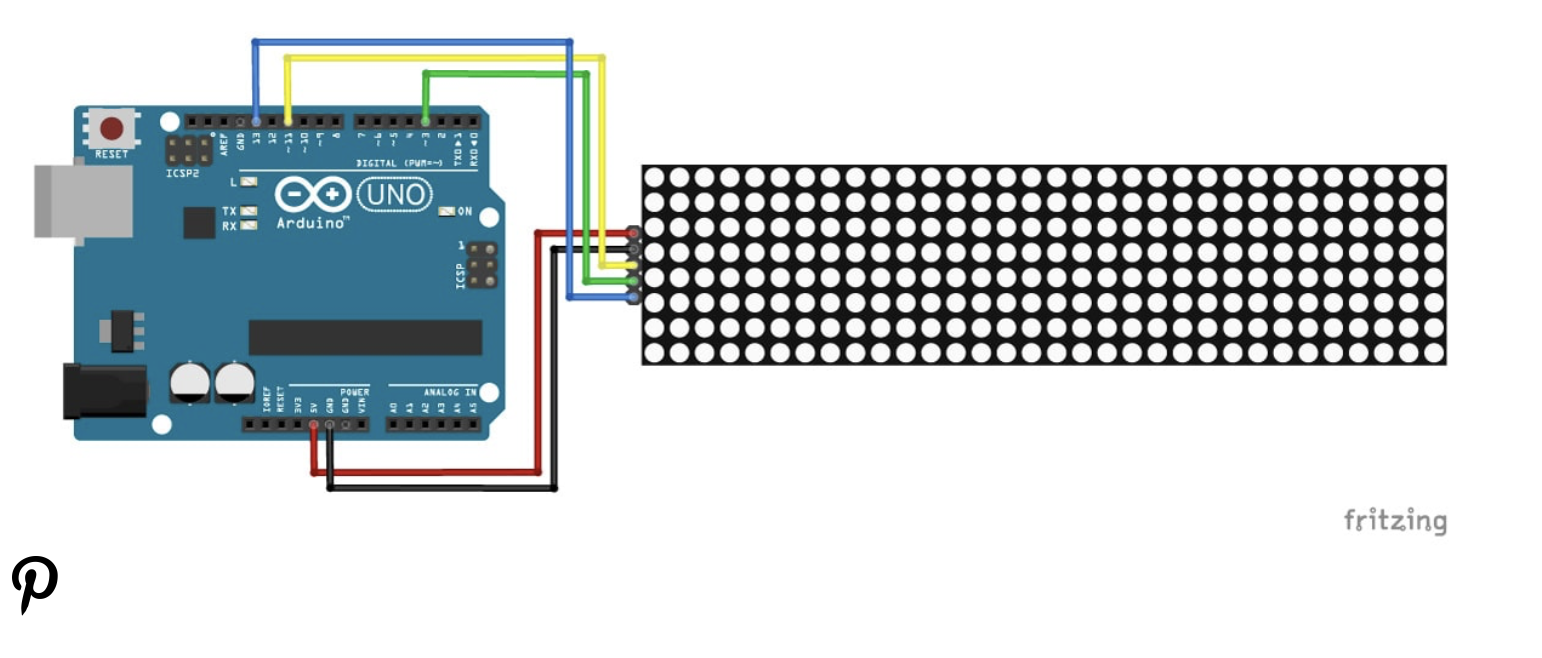 RESET
ICSP2
AREF
GND
13
12
~11
~10
~9
8
7
~6
~5
4
~3
2
TX0▶1
RX0◀0
DIGITAL (PWM=~)
L
TX
RX
UNO
Arduino™
ON
1
ICSP
IOREF
RESET
3V3
5V
GND
GND
VIN
POWER
ANALOG IN
A0
A1
A2
A3
A4
A5
fritzing